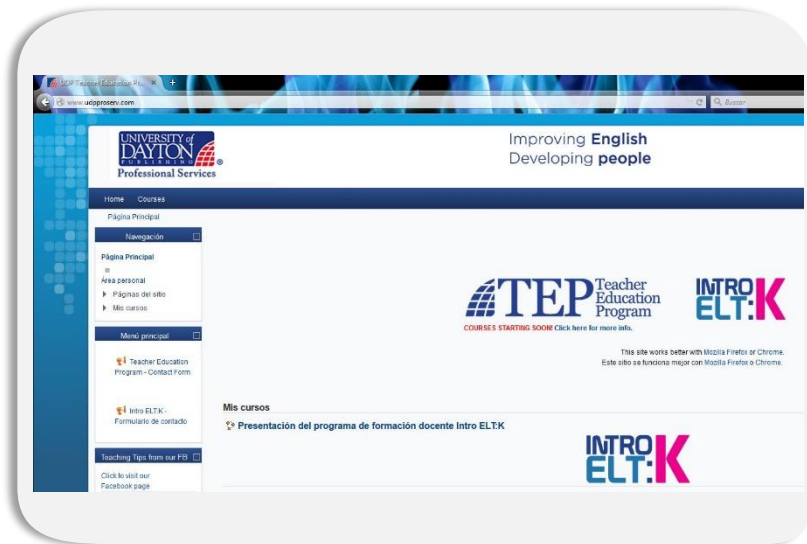 UDP Teacher Education Pr...
www.udpproserv.com
Buscar
UNIVERSITY of
DAYTON
PUBLISHING
Professional Services
Improving English
Developing people
Home Courses
Página Principal
Navegación
Página Principal
Área personal
Páginas del sitio
Mis cursos
Menú principal
Teacher Education
Program - Contact Form
Intro ELT:K -
Formulario de contacto
Teaching Tips from our FB
Click to visit our
Facebook page
TEP Teacher
Education
Program
COURSES STARTING SOON! Click here for more info.
INTRO
ELT:K
This site works better with Mozilla Firefox or Chrome.
Este sitio se funciona mejor con Mozilla Firefox o Chrome.
Mis cursos
Presentación del programa de formación docente Intro ELT:K
INTRO
ELT:K